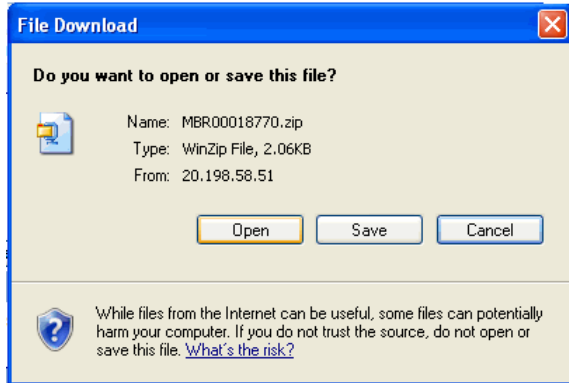 File Download
Do you want to open or save this file?
Name: MBR00018770.zip
Type: WinZip File, 2.06KB
From: 20.198.58.51
Open Save Cancel
While files from the Internet can be useful, some files can potentially
harm your computer. If you do not trust the source, do not open or
save this file. What's the risk?